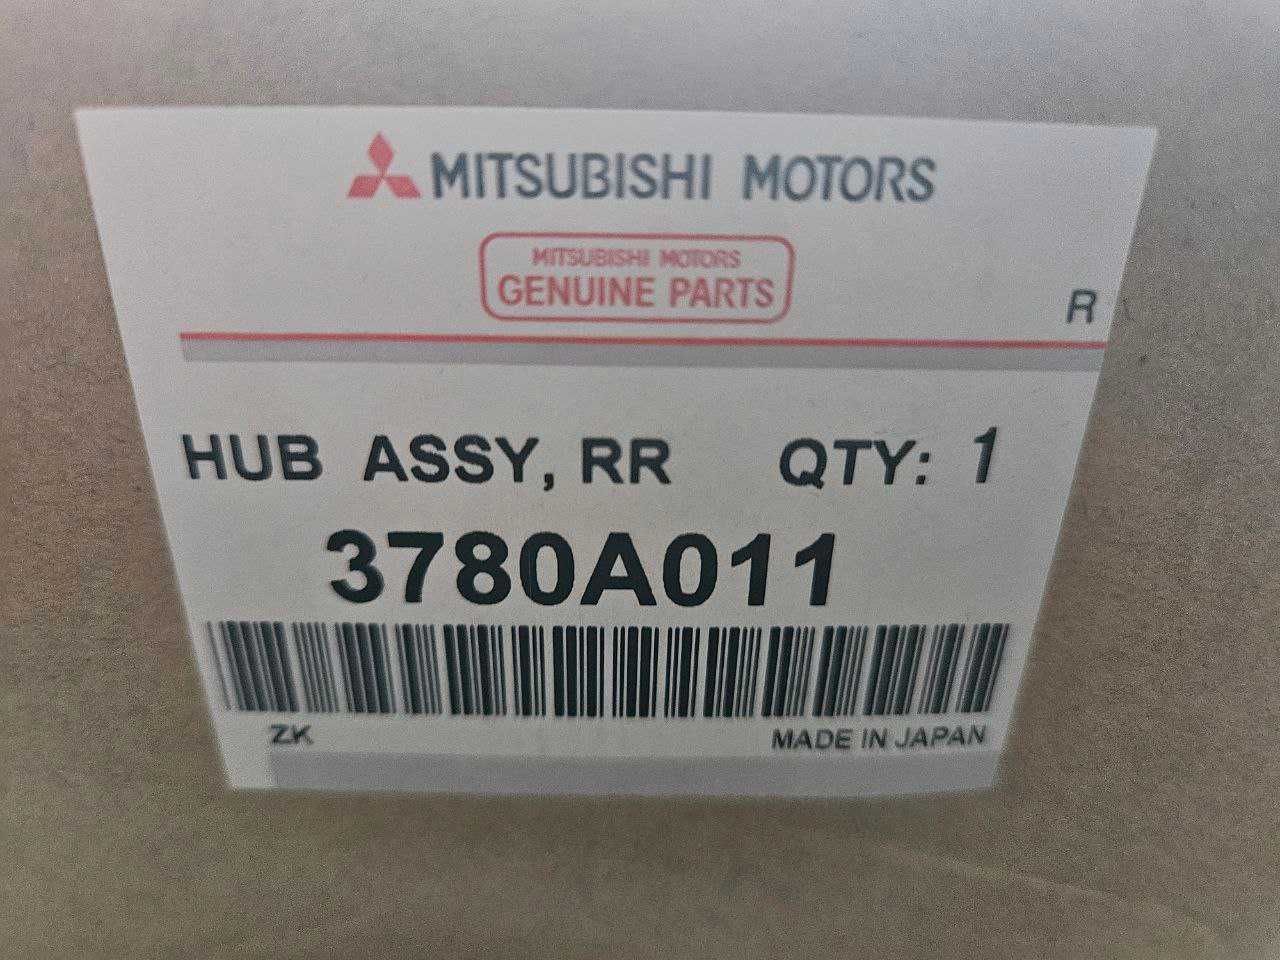 MITSUBISHI MOTORS
MITSUBISHI MOTORS
GENUINE PARTS
R
HUB ASSY, RR QTY: 1
3780A011
ZK MADE IN JAPAN